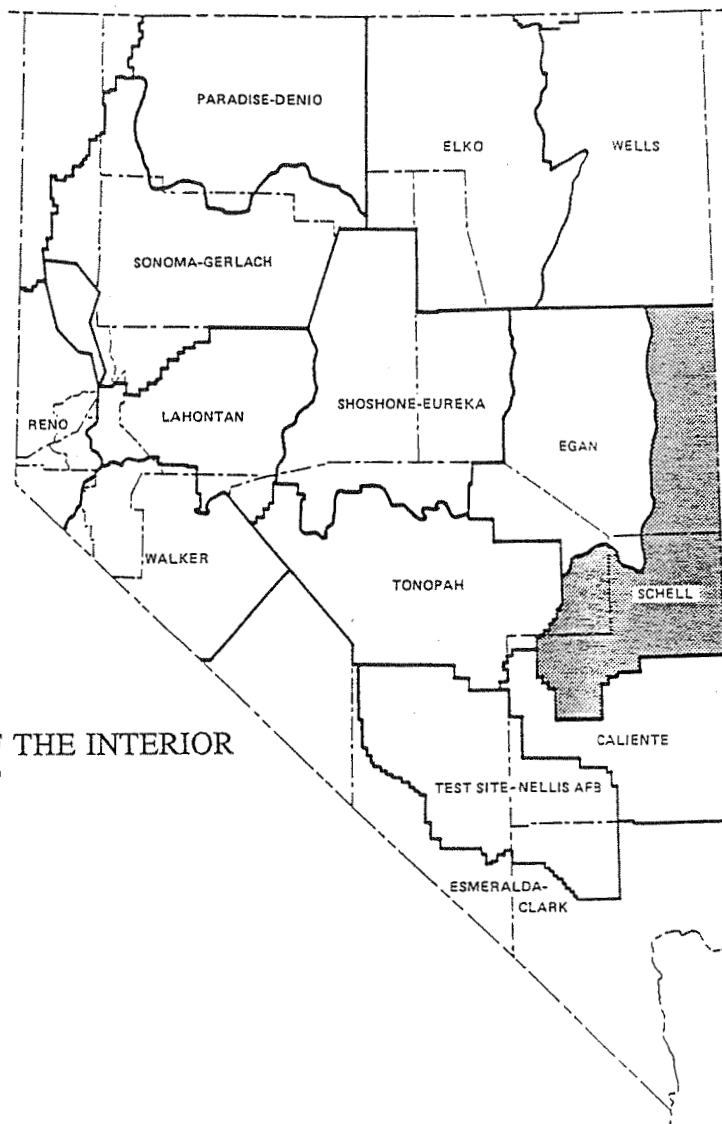 PARADISE-DENIO
ELKO
WELLS
SONOMA-GERLACH
RENO
LAHONTAN
SHOSHONE-EUREKA
EGAN
WALKER
TONOPAH
SCHELL
THE INTERIOR
CALIENTE
TEST SITE-NELLIS AFB
ESMERALDA-
CLARK